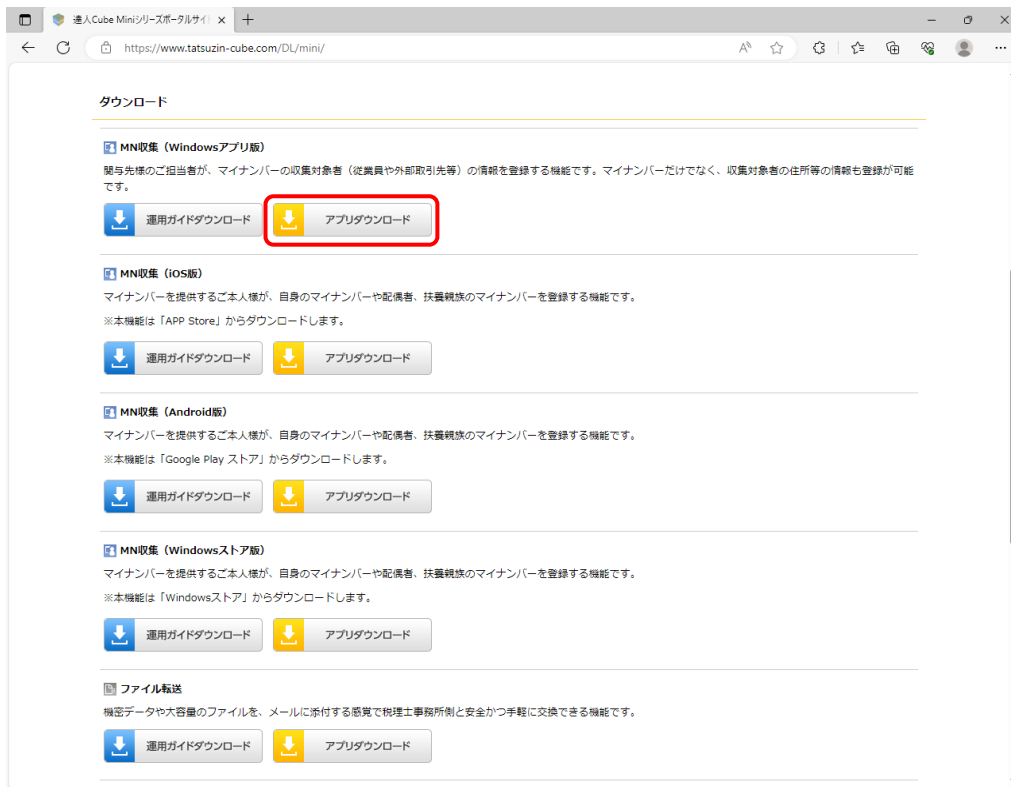 達人Cube Miniシリーズポータルサイト
https://www.tatsuzin-cube.com/DL/mini/
ダウンロード
MN収集（Windowsアプリ版）
関与先様のご担当者が、マイナンバーの収集対象者（従業員や外部取引先等）の情報を登録する機能です。マイナンバーだけでなく、収集対象者の住所等の情報も登録が可能
です。
運用ガイドダウンロード アプリダウンロード
MN収集（iOS版）
マイナンバーを提供するご本人様が、自身のマイナンバーや配偶者、扶養親族のマイナンバーを登録する機能です。
※本機能は「APP Store」からダウンロードします。
運用ガイドダウンロード アプリダウンロード
MN収集（Android版）
マイナンバーを提供するご本人様が、自身のマイナンバーや配偶者、扶養親族のマイナンバーを登録する機能です。
※本機能は「Google Play ストア」からダウンロードします。
運用ガイドダウンロード アプリダウンロード
MN収集（Windowsストア版）
マイナンバーを提供するご本人様が、自身のマイナンバーや配偶者、扶養親族のマイナンバーを登録する機能です。
※本機能は「Windowsストア」からダウンロードします。
運用ガイドダウンロード アプリダウンロード
ファイル転送
機密データや大容量のファイルを、メールに添付する感覚で税理士事務所側と安全かつ手軽に交換できる機能です。
運用ガイドダウンロード アプリダウンロード